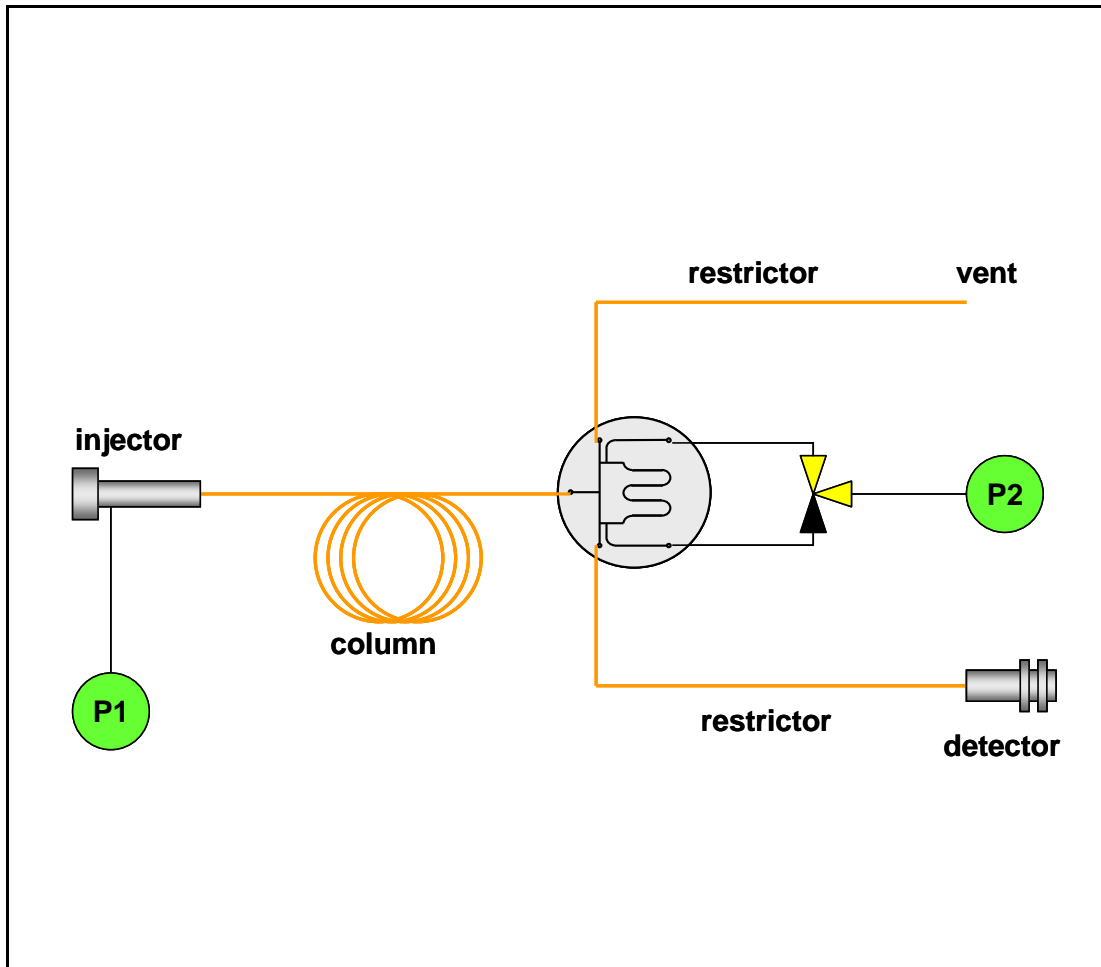 restrictor
vent
injector
P2
column
P1
restrictor
detector